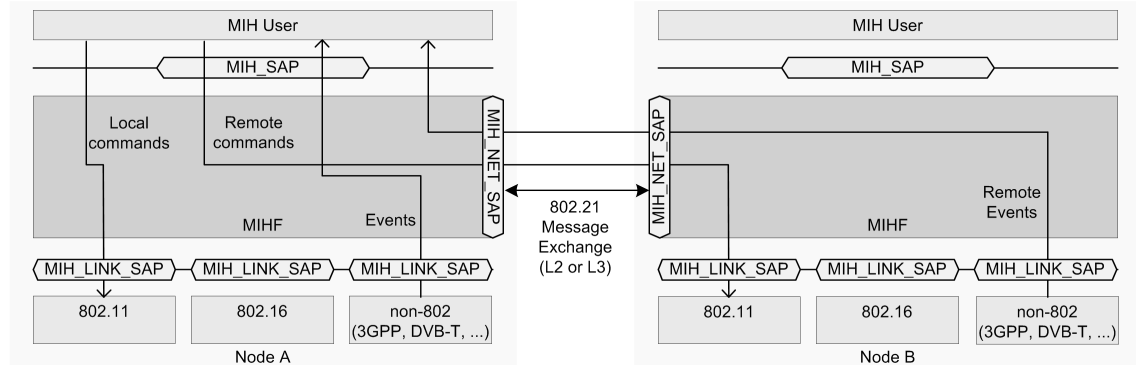 MIH User
MIH_SAP
Local
commands
Remote
commands
MIH_NET_SAP
Events
MIHF
MIH_LINK_SAP
MIH_LINK_SAP
MIH_LINK_SAP
802.11
802.16
non-802
(3GPP, DVB-T, ...)
Node A
802.21
Message
Exchange
(L2 or L3)
MIH User
MIH_SAP
MIH_NET_SAP
Remote
Events
MIHF
MIH_LINK_SAP
MIH_LINK_SAP
MIH_LINK_SAP
802.11
802.16
non-802
(3GPP, DVB-T, ...)
Node B